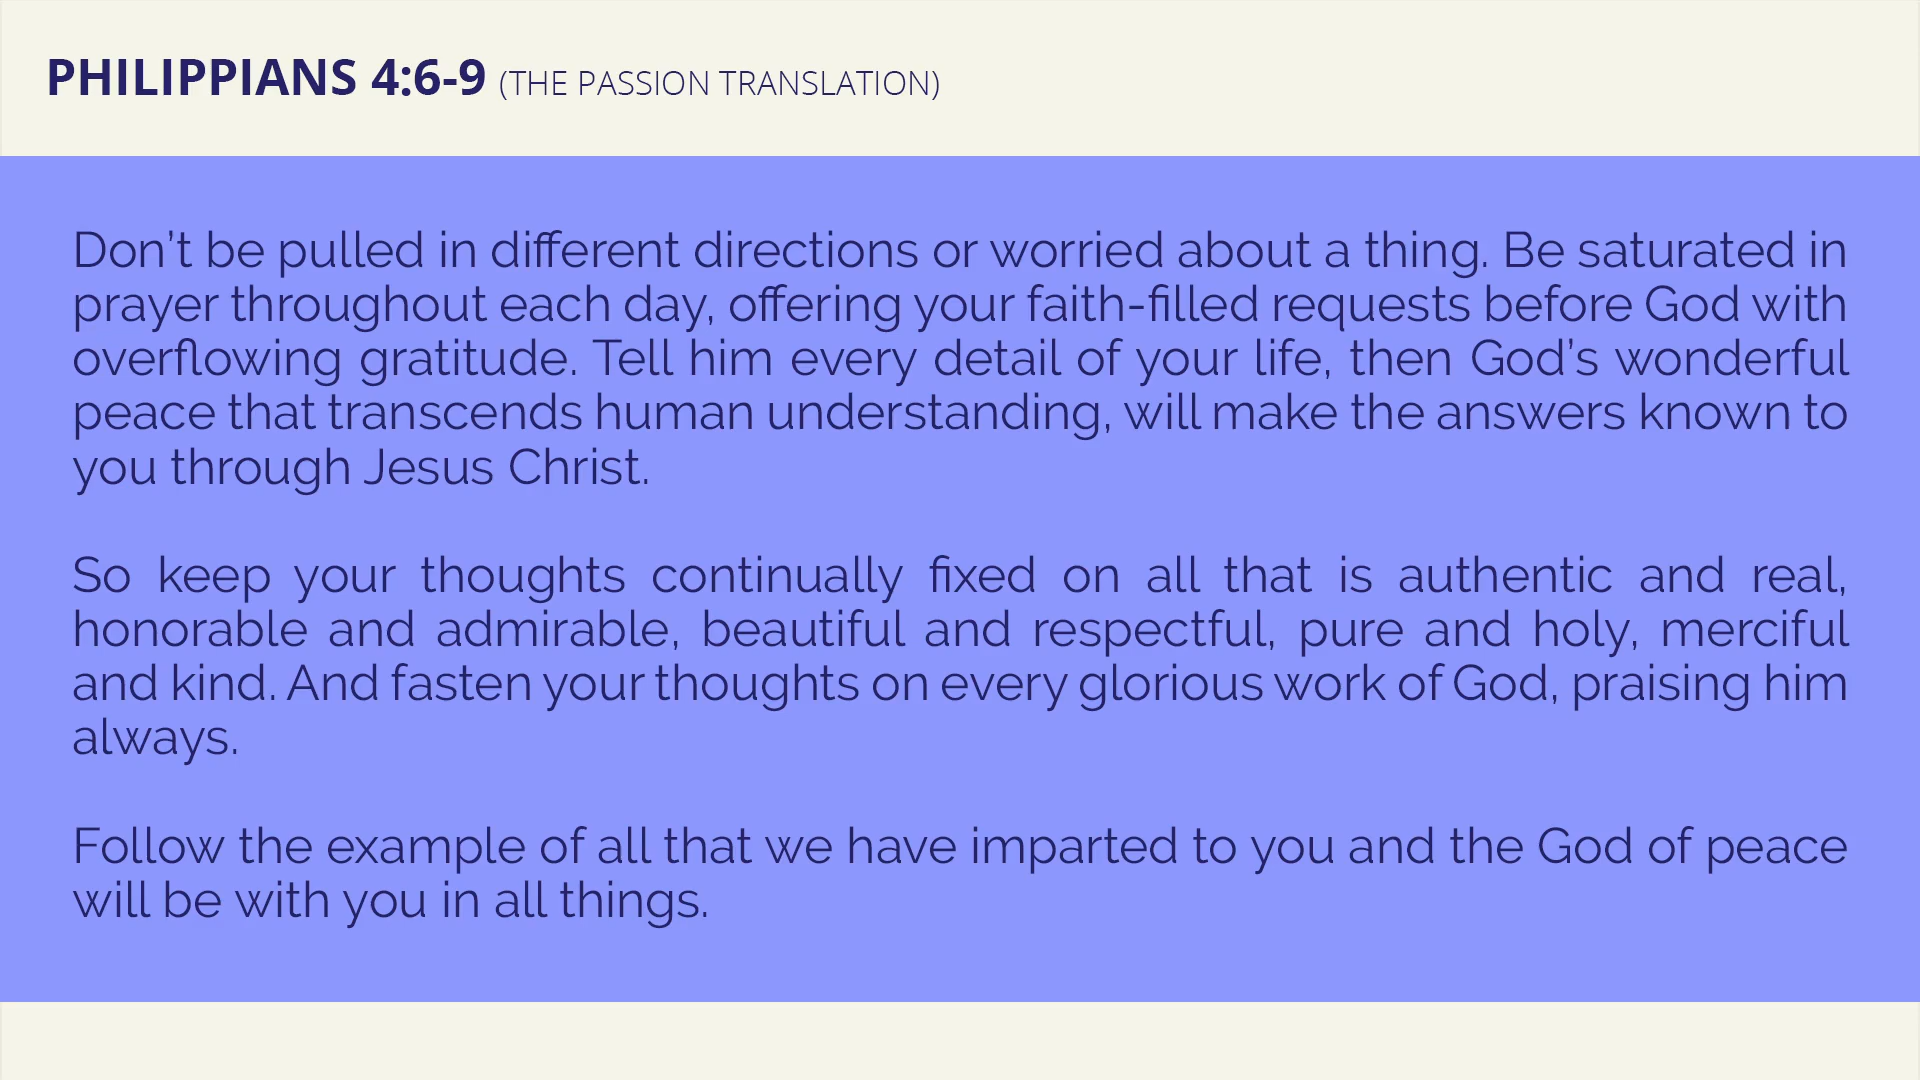 PHILIPPIANS 4:6-9 (THE PASSION TRANSLATION)
Don’t be pulled in different directions or worried about a thing. Be saturated in
prayer throughout each day, offering your faith-filled requests before God with
overflowing gratitude. Tell him every detail of your life, then God’s wonderful
peace that transcends human understanding, will make the answers known to
you through Jesus Christ.
So keep your thoughts continually fixed on all that is authentic and real,
honorable and admirable, beautiful and respectful, pure and holy, merciful
and kind. And fasten your thoughts on every glorious work of God, praising him
always.
Follow the example of all that we have imparted to you and the God of peace
will be with you in all things.